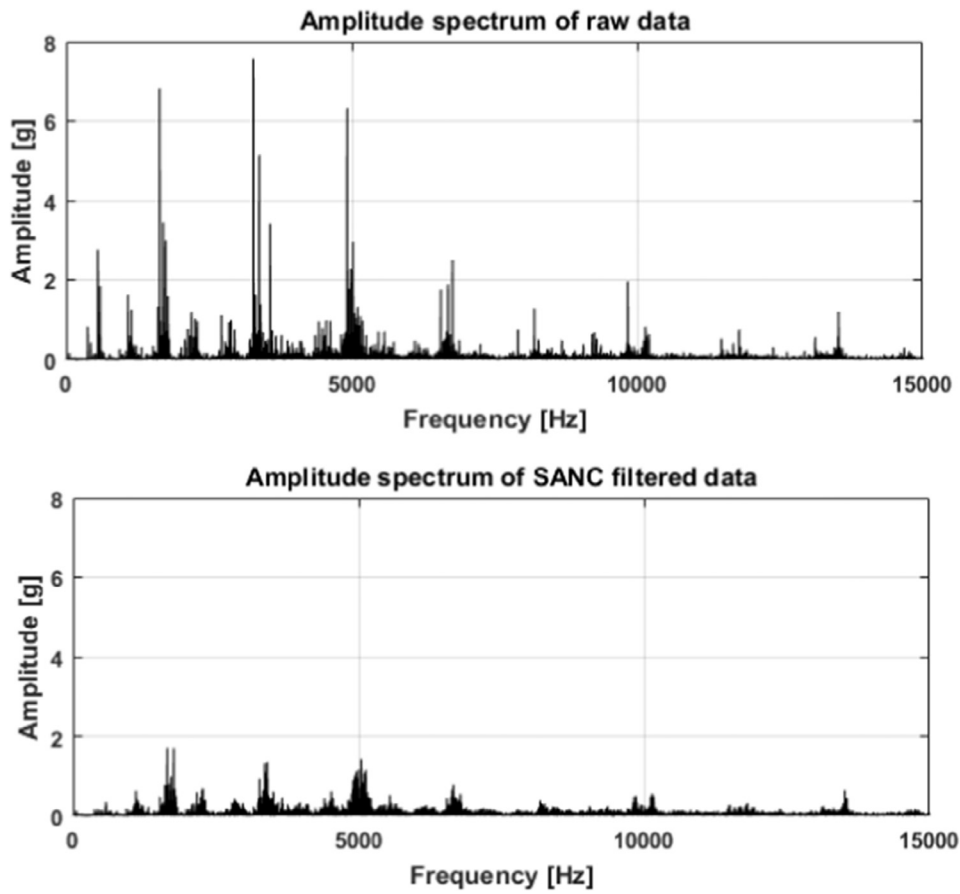 Amplitude spectrum of raw data
8
6
4
2
0
Amplitude [g]
0 5000 10000 15000
Frequency [Hz]
Amplitude spectrum of SANC filtered data
8
6
4
2
0
Amplitude [g]
0 5000 10000 15000
Frequency [Hz]